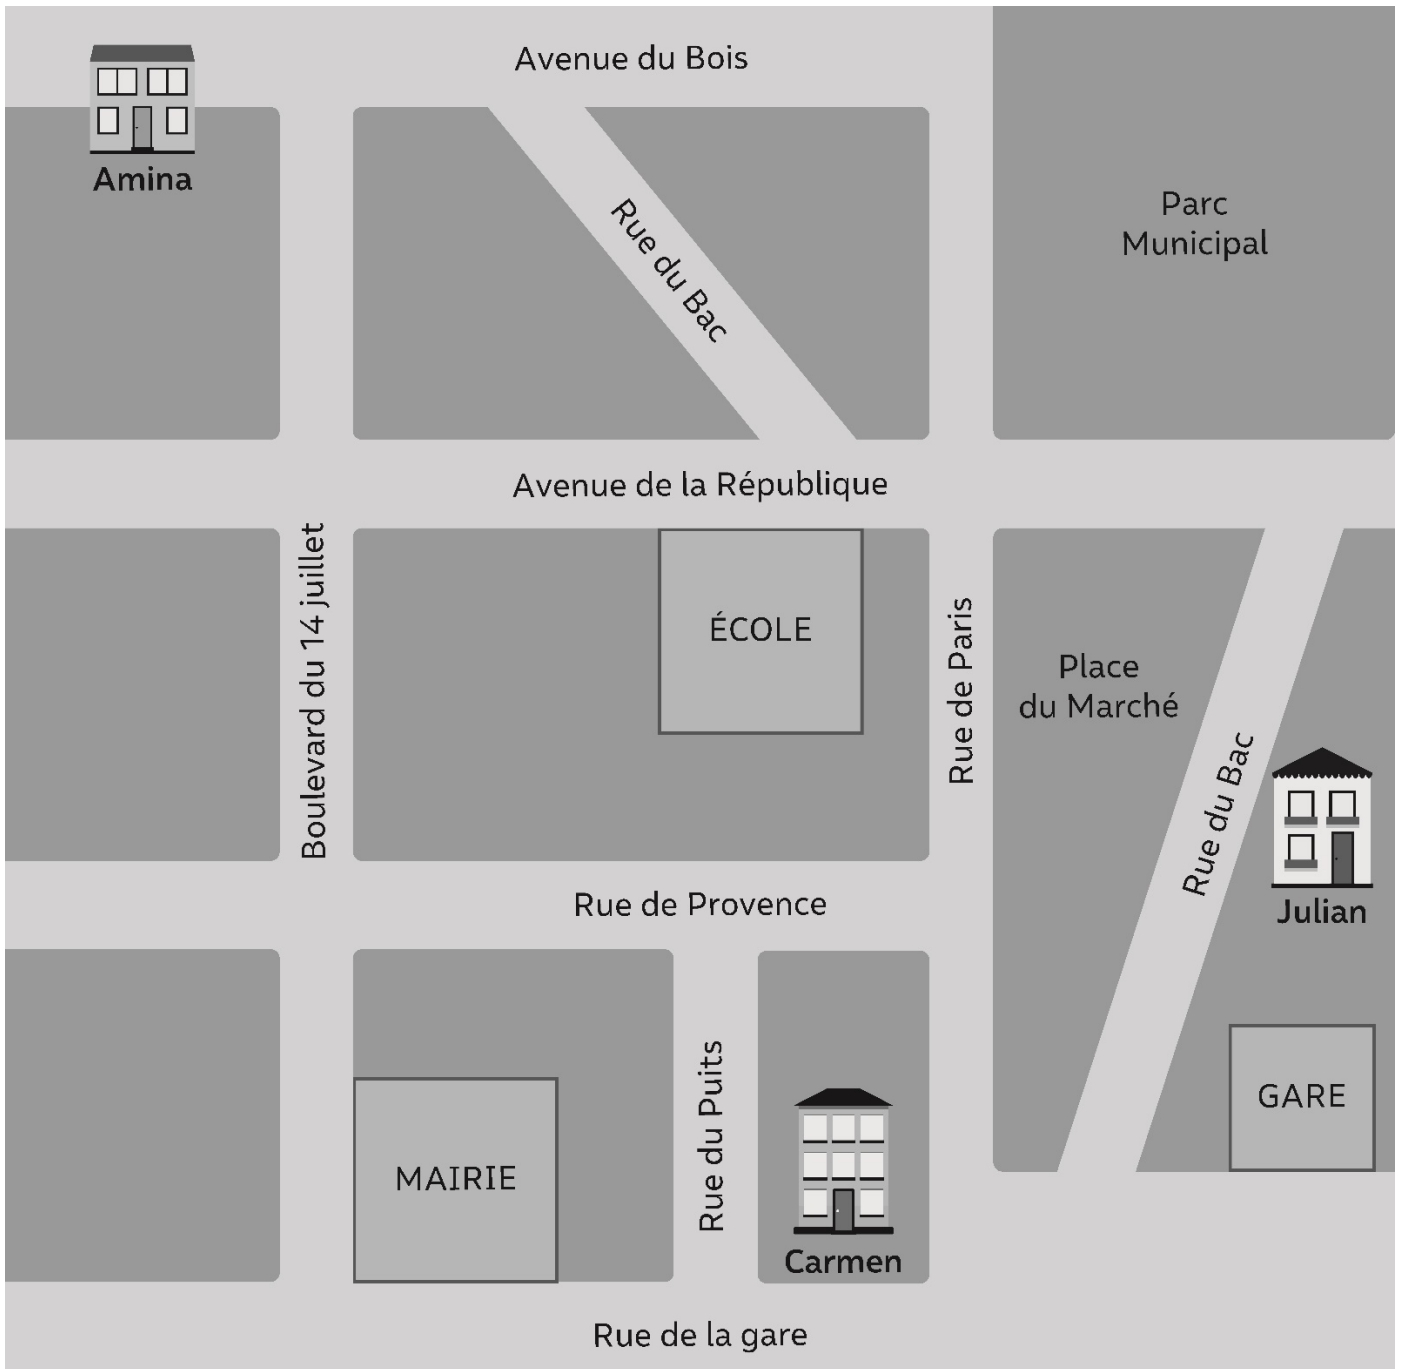 Avenue du Bois
Amina
Rue du Bac
Parc
Municipal
Avenue de la République
Boulevard du 14 juillet
ÉCOLE
Rue de Paris
Place
du Marché
Rue du Bac
Julian
Rue de Provence
MAIRIE
Rue du Puits
Carmen
GARE
Rue de la gare